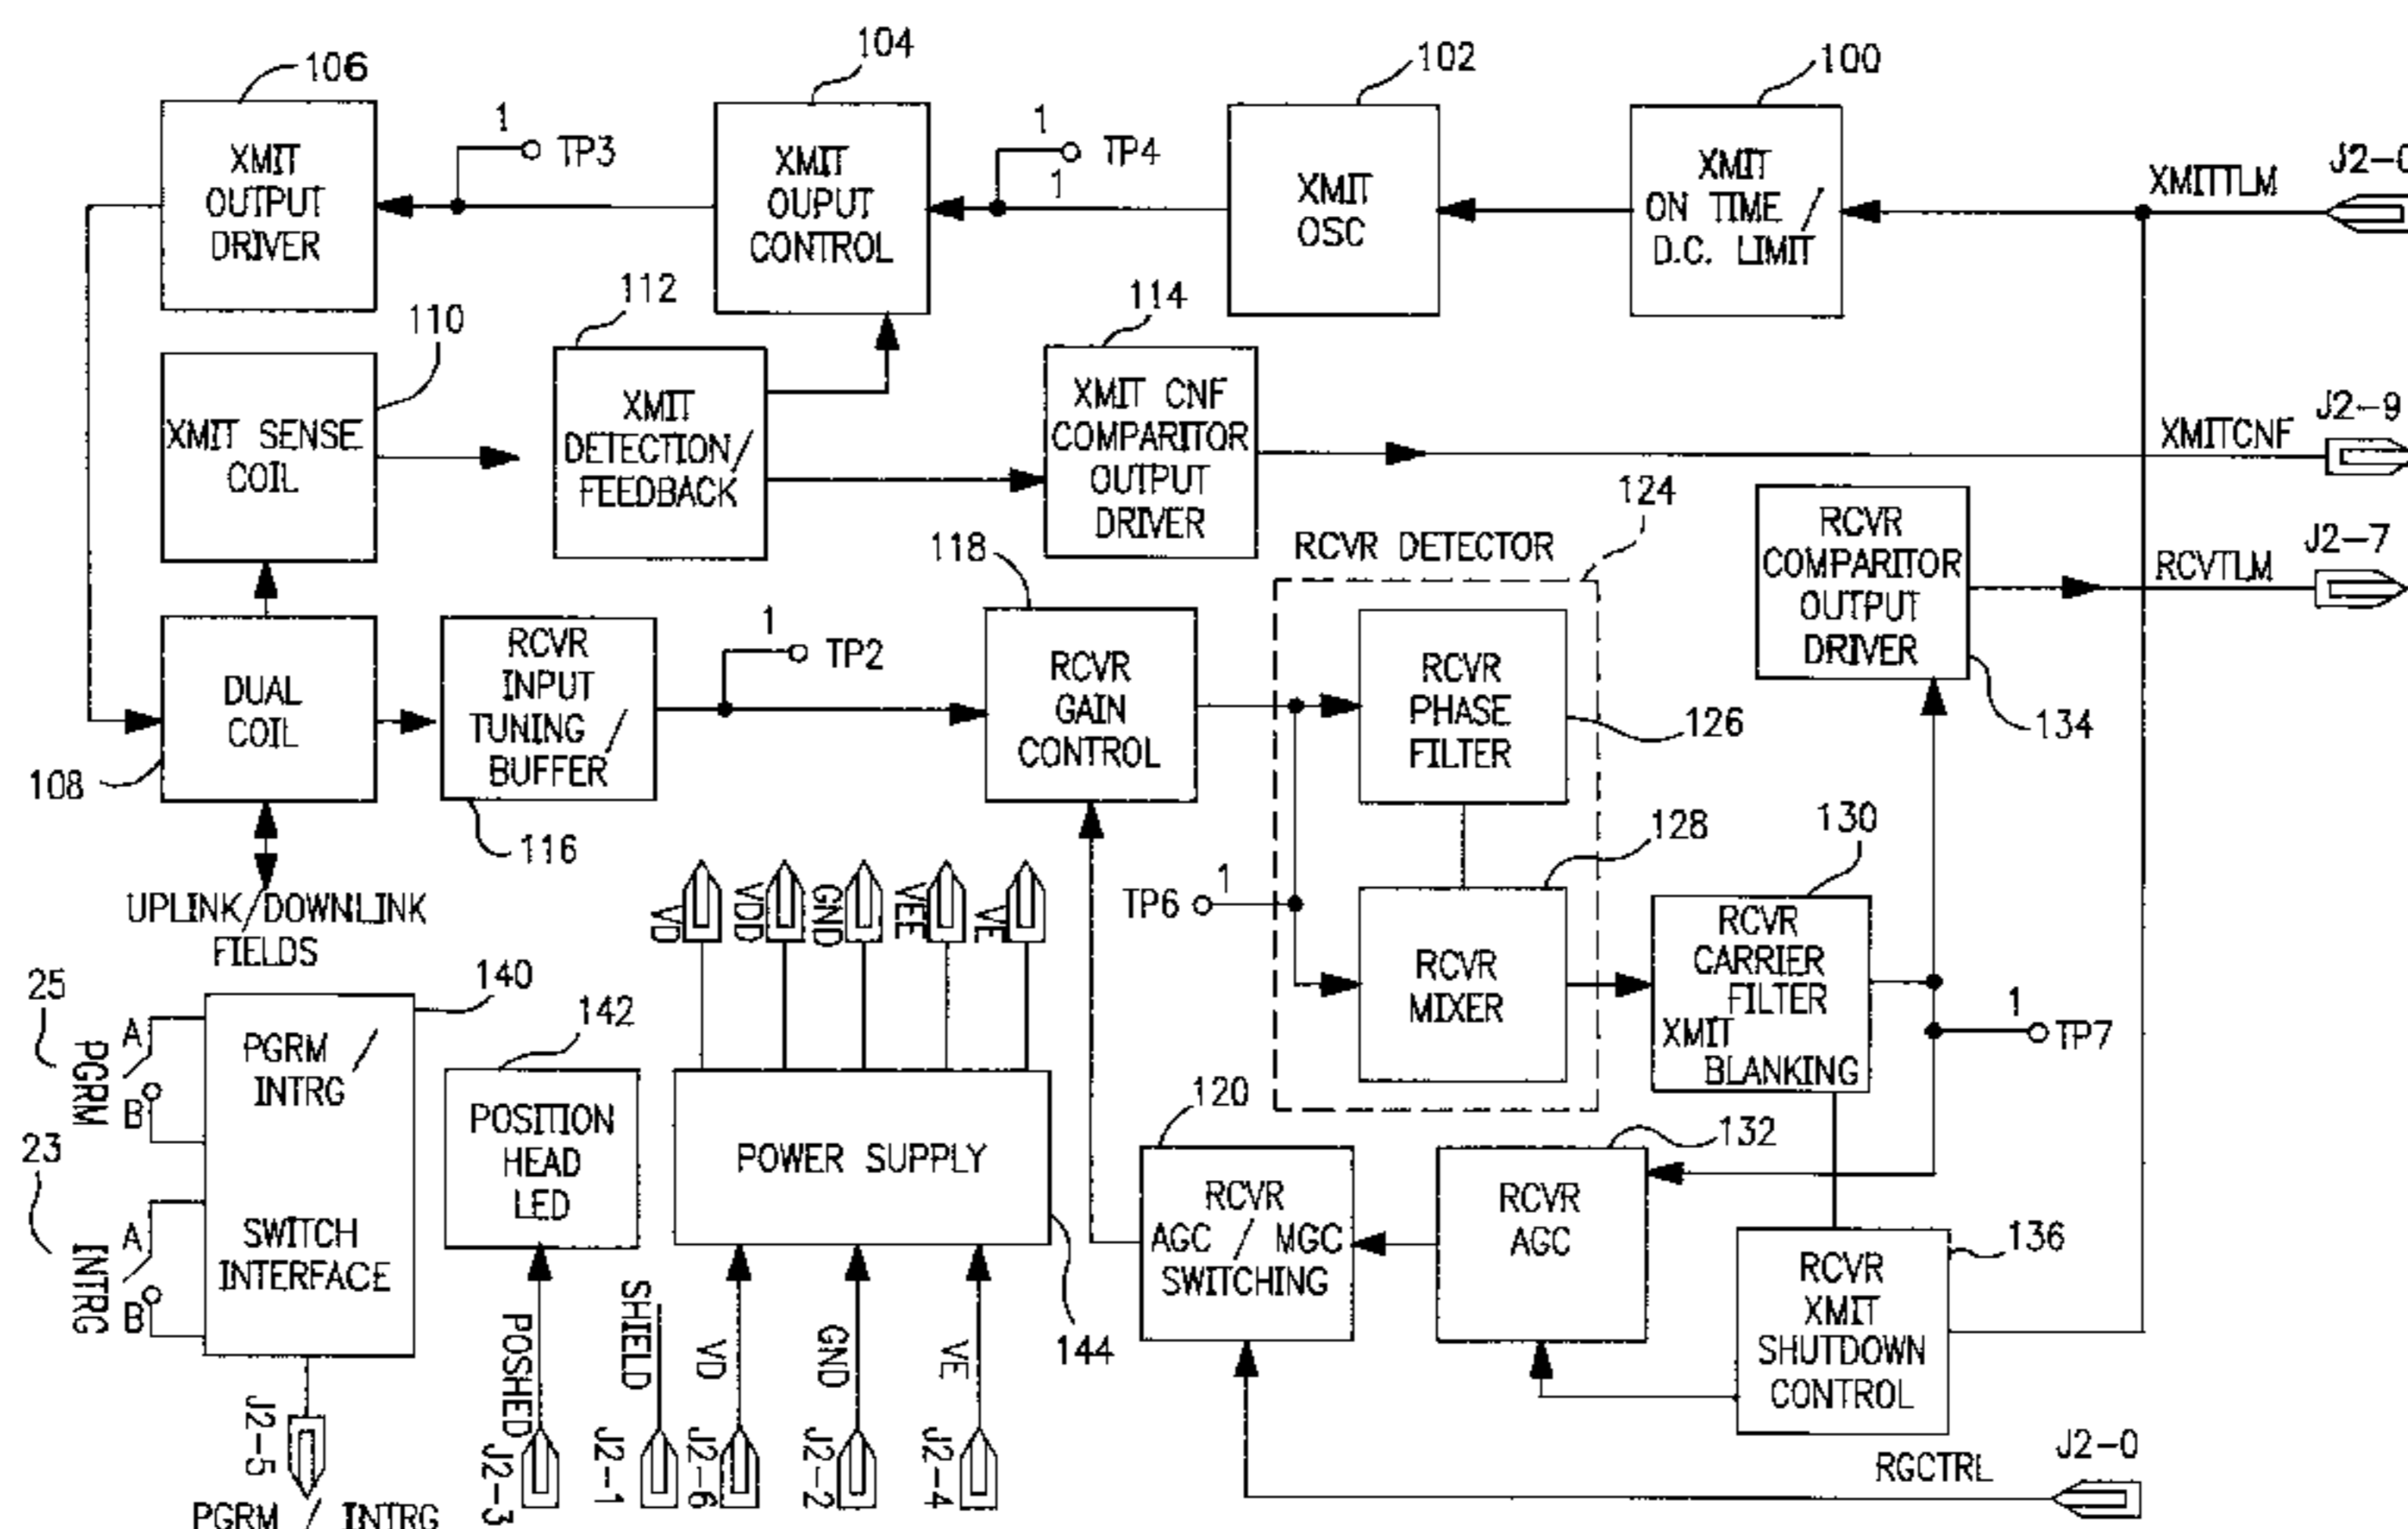 106
104
102
100
XMIT
OUTPUT
DRIVER
1
TP3
XMIT
OUPUT
CONTROL
1
TP4
1
XMIT
OSC
XMIT
ON TIME /
D.C. LIMIT
XMITTLM
110
XMIT SENSE
COIL
112
XMIT
DETECTION/
FEEDBACK
114
XMIT CNF
COMPARITOR
OUTPUT
DRIVER
XMITCNF
J2-9
DUAL
COIL
108
UPLINK/DOWNLINK
FIELDS
RCVR
INPUT
TUNING /
BUFFER
116
1
TP2
118
RCVR
GAIN
CONTROL
RCVR DETECTOR
124
RCVR
PHASE
FILTER
126
RCVR
MIXER
128
TP6
1
RCVR
COMPARITOR
OUTPUT
DRIVER
134
RCVTLM
J2-7
130
RCVR
CARRIER
FILTER
XMIT
BLANKING
1
TP7
25
PGRM
A
B
23
INTRG
A
B
140
PGRM /
INTRG
SWITCH
INTERFACE
J2-5
PGRM / INTRG
142
POSITION
HEAD
LED
POSHED
J2-3
VD
VDD
GND
VEE
VE
POWER SUPPLY
144
SHIELD
J2-1
VD
J2-6
GND
J2-2
VE
J2-4
120
RCVR
AGC / MGC
SWITCHING
132
RCVR
AGC
136
RCVR
XMIT
SHUTDOWN
CONTROL
RGCTRL
J2-0